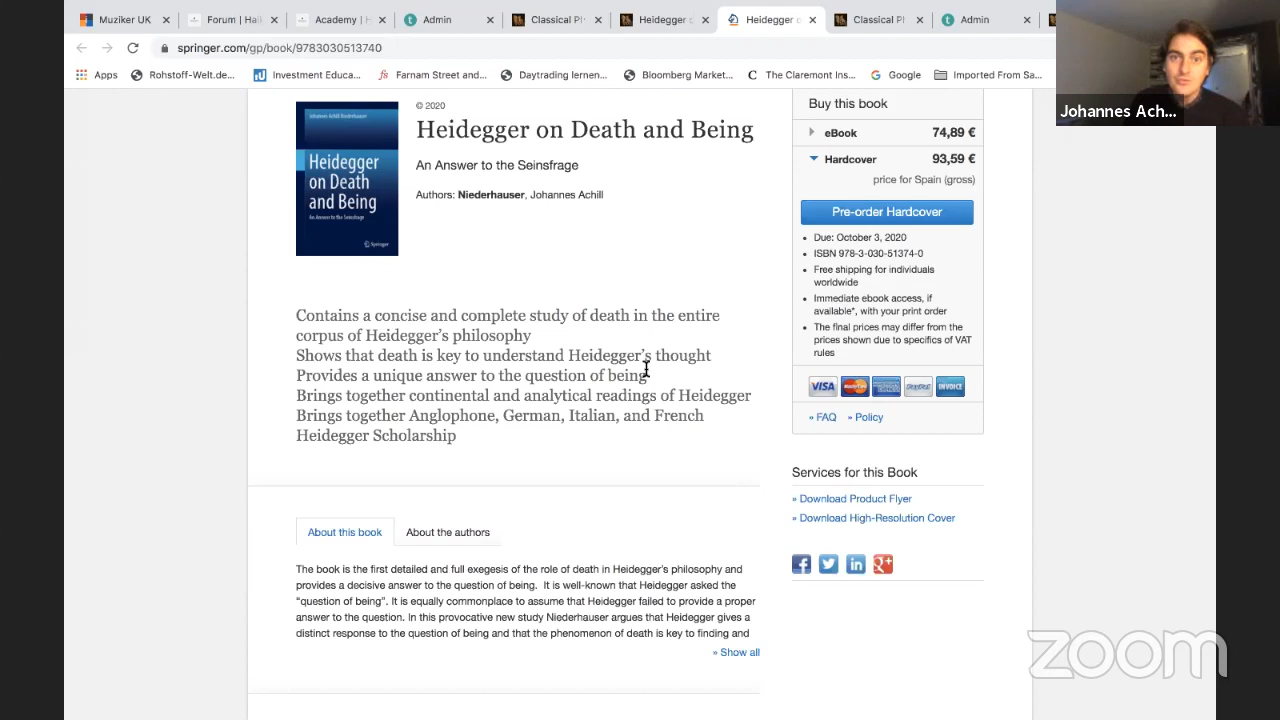 Muziker UK
Forum | Hal
Academy | H
Admin
Classical Ph
Heidegger o
Heidegger o
Classical Ph
Admin
springer.com/gp/book/9783030513740
Apps
Rohstoff-Welt.de...
Investment Educa...
Farnam Street and...
Daytrading lernen...
Bloomberg Market...
The Claremont Ins...
Google
Imported From Sa...
Johannes Ach...
Johannes Achill Niederhauser
Heidegger
on Death
and Being
An Answer to the Seinsfrage
Springer
© 2020
Heidegger on Death and Being
An Answer to the Seinsfrage
Authors: Niederhauser, Johannes Achill
Contains a concise and complete study of death in the entire
corpus of Heidegger's philosophy
Shows that death is key to understand Heidegger's thought
Provides a unique answer to the question of being
Brings together continental and analytical readings of Heidegger
Brings together Anglophone, German, Italian, and French
Heidegger Scholarship
About this book
About the authors
The book is the first detailed and full exegesis of the role of death in Heidegger's philosophy and
provides a decisive answer to the question of being. It is well-known that Heidegger asked the
“question of being”. It is equally commonplace to assume that Heidegger failed to provide a proper
answer to the question. In this provocative new study Niederhauser argues that Heidegger gives a
distinct response to the question of being and that the phenomenon of death is key to finding and
» Show all
Buy this book
eBook 74,89 €
Hardcover 93,59 €
price for Spain (gross)
Pre-order Hardcover
• Due: October 3, 2020
• ISBN 978-3-030-51374-0
• Free shipping for individuals
worldwide
• Immediate ebook access, if
available*, with your print order
• The final prices may differ from the
prices shown due to specifics of VAT
rules
VISA
MasterCard
PayPal
INVOICE
» FAQ » Policy
Services for this Book
» Download Product Flyer
» Download High-Resolution Cover
zoom